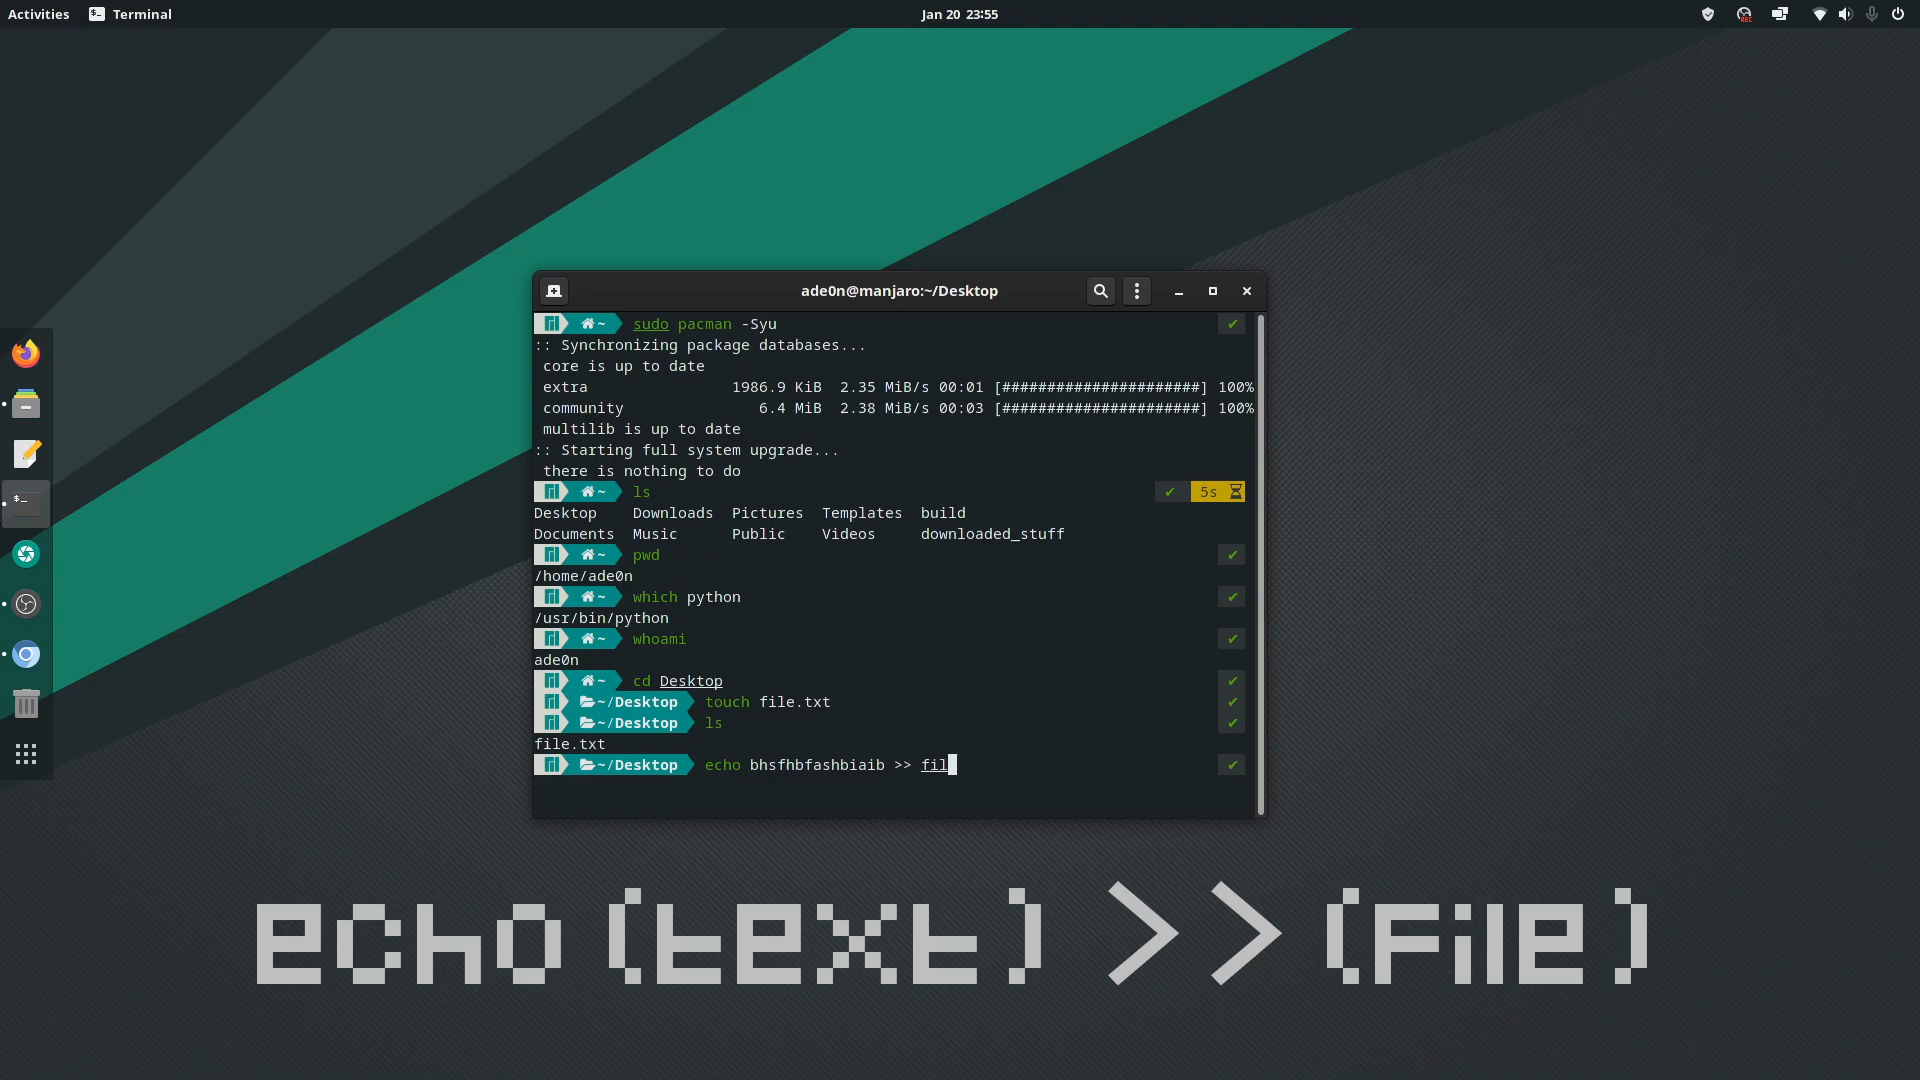 Activities Terminal Jan 20 23:55 REC
ade0n@manjaro:~/Desktop
~ sudo pacman -Syu ✔
:: Synchronizing package databases...
core is up to date
extra 1986.9 KiB 2.35 MiB/s 00:01 [######################] 100%
community 6.4 MiB 2.38 MiB/s 00:03 [######################] 100%
multilib is up to date
:: Starting full system upgrade...
there is nothing to do
~ ls ✔ 5s
Desktop Downloads Pictures Templates build
Documents Music Public Videos downloaded_stuff
~ pwd ✔
/home/ade0n
~ which python ✔
/usr/bin/python
~ whoami ✔
ade0n
~ cd Desktop ✔
~/Desktop touch file.txt ✔
~/Desktop ls ✔
file.txt
~/Desktop echo bhsfhbfashbiaib >> fil ✔
echo (text) >> (File)